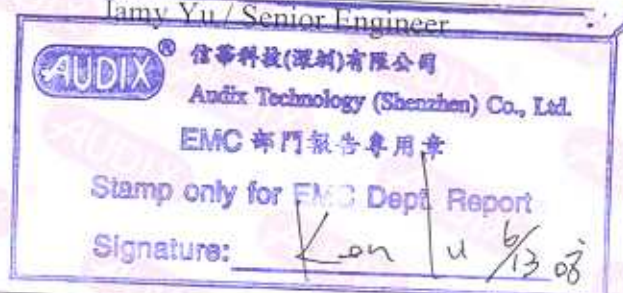 Jamy Yu / Senior Engineer
AUDIX® 信華科技(深圳)有限公司
Audix Technology (Shenzhen) Co., Ltd.
EMC 部門報告專用章
Stamp only for EMC Dept. Report
Signature: Ken Lu 6/13 08